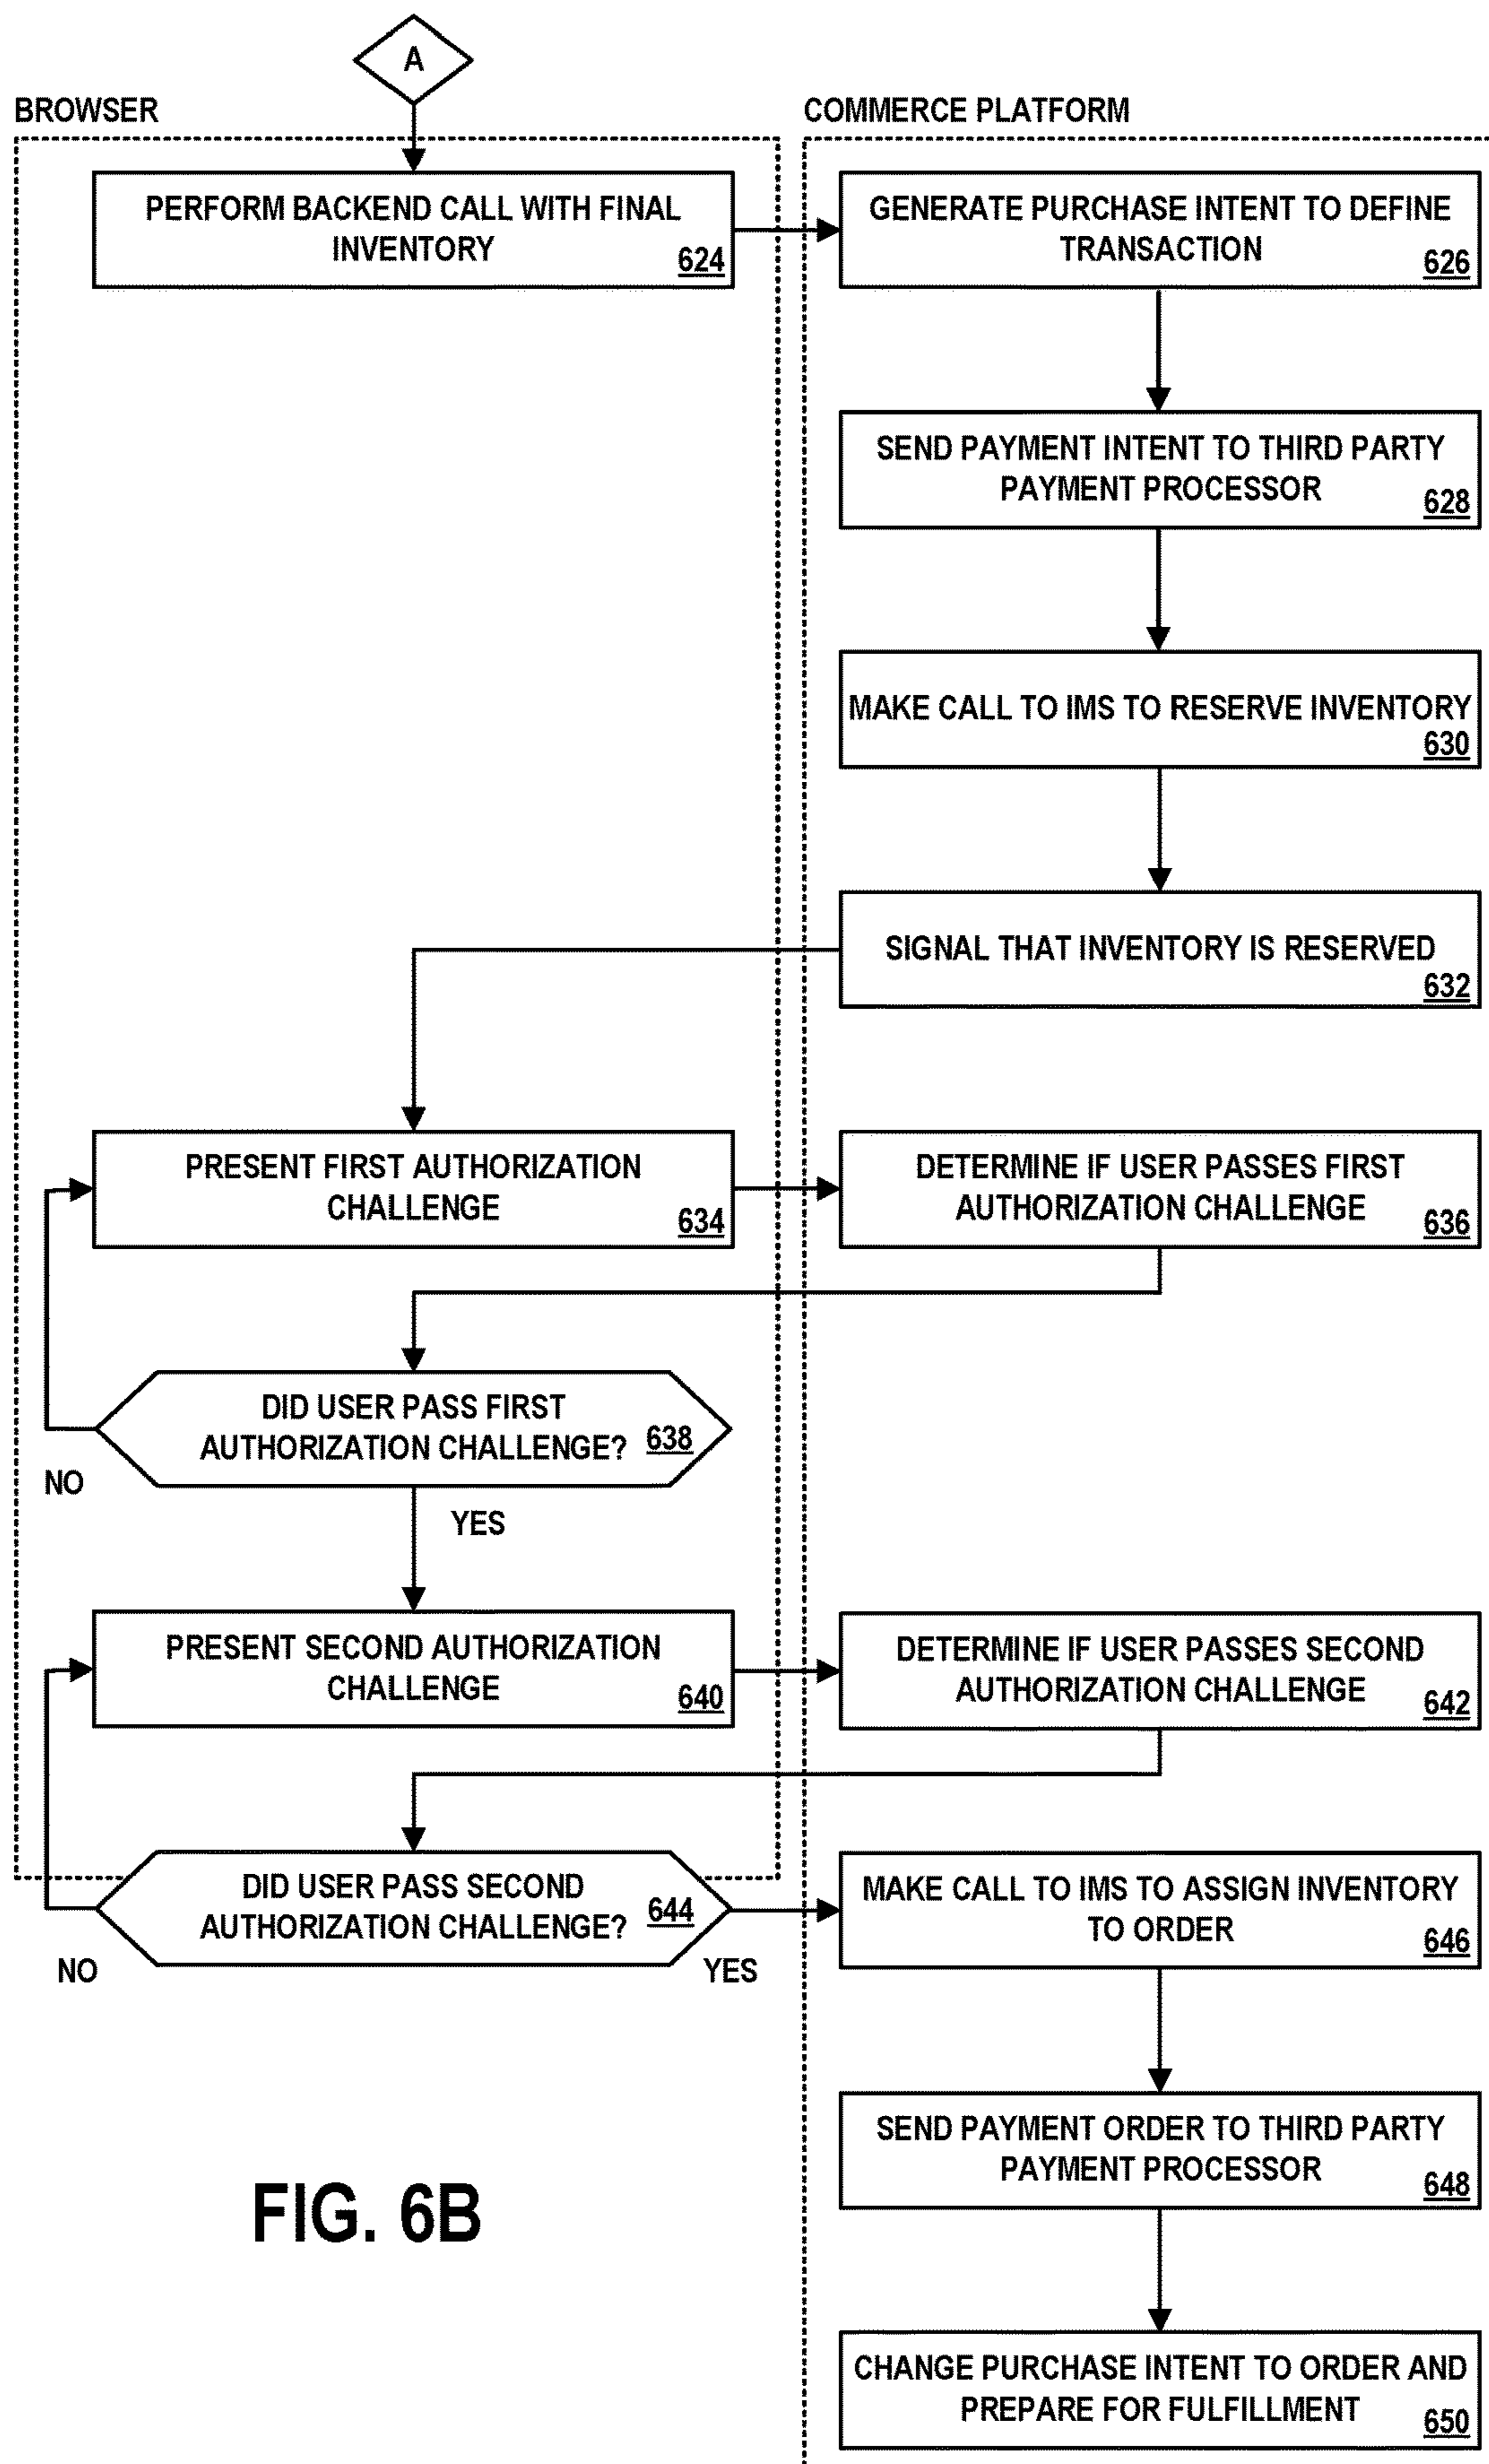 A
BROWSER
COMMERCE PLATFORM
PERFORM BACKEND CALL WITH FINAL
INVENTORY
624
GENERATE PURCHASE INTENT TO DEFINE
TRANSACTION
626
SEND PAYMENT INTENT TO THIRD PARTY
PAYMENT PROCESSOR
628
MAKE CALL TO IMS TO RESERVE INVENTORY
630
SIGNAL THAT INVENTORY IS RESERVED
632
PRESENT FIRST AUTHORIZATION
CHALLENGE
634
DETERMINE IF USER PASSES FIRST
AUTHORIZATION CHALLENGE
636
DID USER PASS FIRST
AUTHORIZATION CHALLENGE? 638
NO
YES
PRESENT SECOND AUTHORIZATION
CHALLENGE
640
DETERMINE IF USER PASSES SECOND
AUTHORIZATION CHALLENGE
642
DID USER PASS SECOND
AUTHORIZATION CHALLENGE? 644
NO
YES
MAKE CALL TO IMS TO ASSIGN INVENTORY
TO ORDER
646
SEND PAYMENT ORDER TO THIRD PARTY
PAYMENT PROCESSOR
648
CHANGE PURCHASE INTENT TO ORDER AND
PREPARE FOR FULFILLMENT
650
FIG. 6B